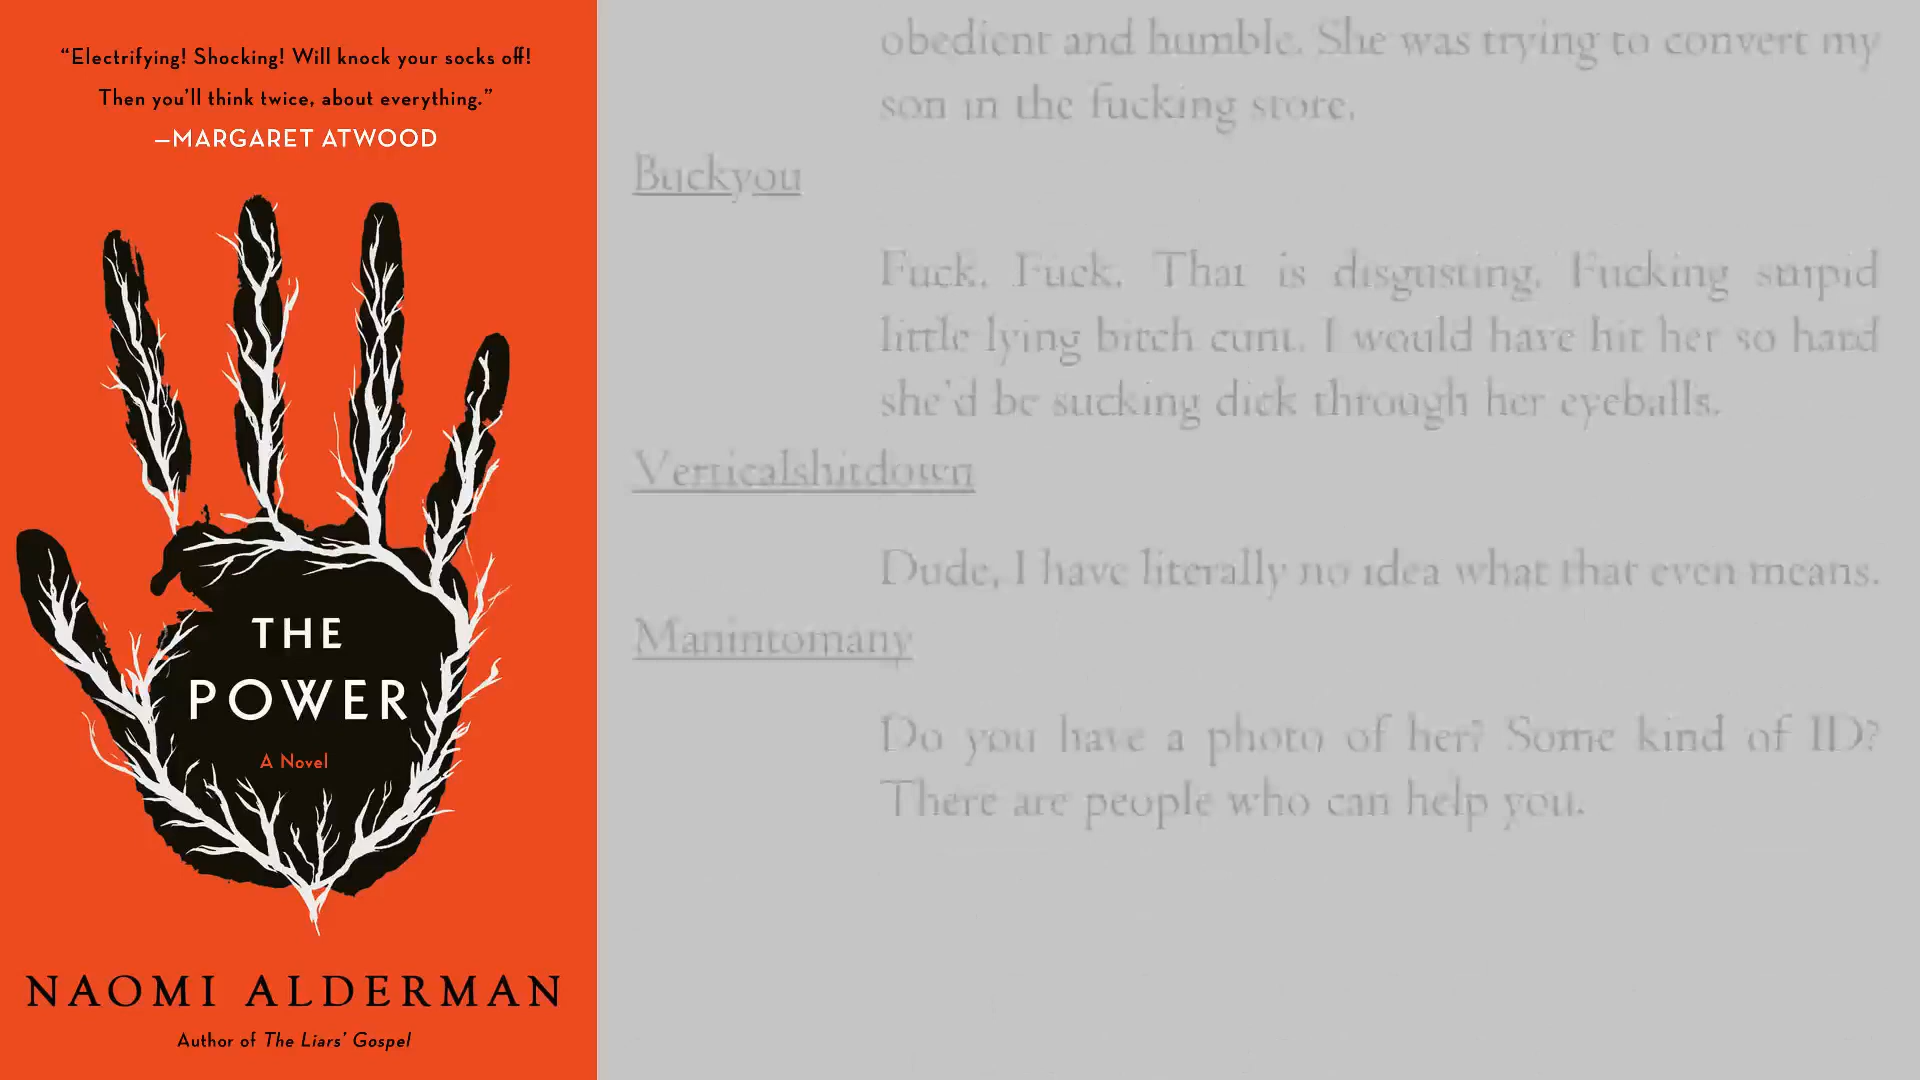 “Electrifying! Shocking! Will knock your socks off!
Then you’ll think twice, about everything.”
—MARGARET ATWOOD
THE
POWER
A Novel
NAOMI ALDERMAN
Author of The Liars’ Gospel
obedient and humble. She was trying to convert my
son in the fucking store.
Buckyou
Fuck. Fuck. That is disgusting. Fucking stupid
little lying bitch cunt. I would have hit her so hard
she’d be sucking dick through her eyeballs.
Verticalshitdown
Dude, I have literally no idea what that even means.
Manintomany
Do you have a photo of her? Some kind of ID?
There are people who can help you.